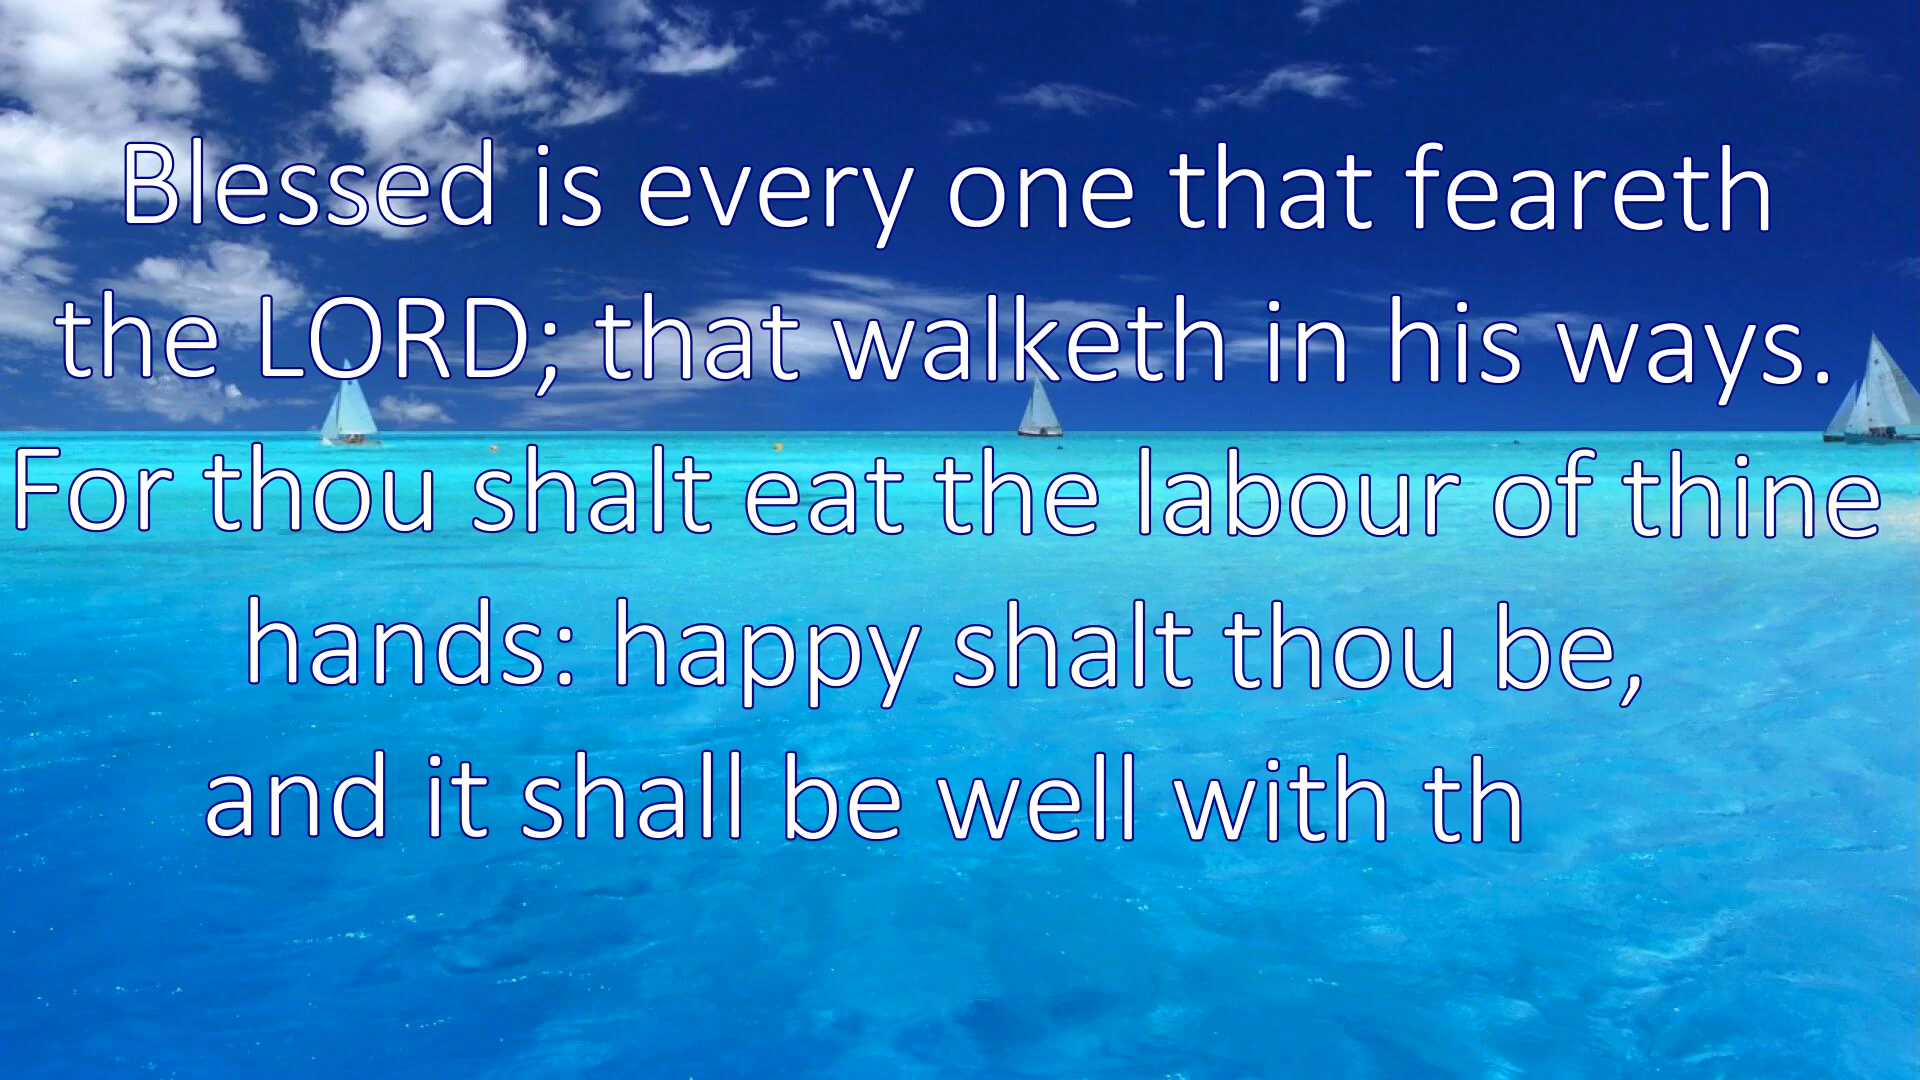 Blessed is every one that feareth
the LORD; that walketh in his ways.
For thou shalt eat the labour of thine
hands: happy shalt thou be,
and it shall be well with th